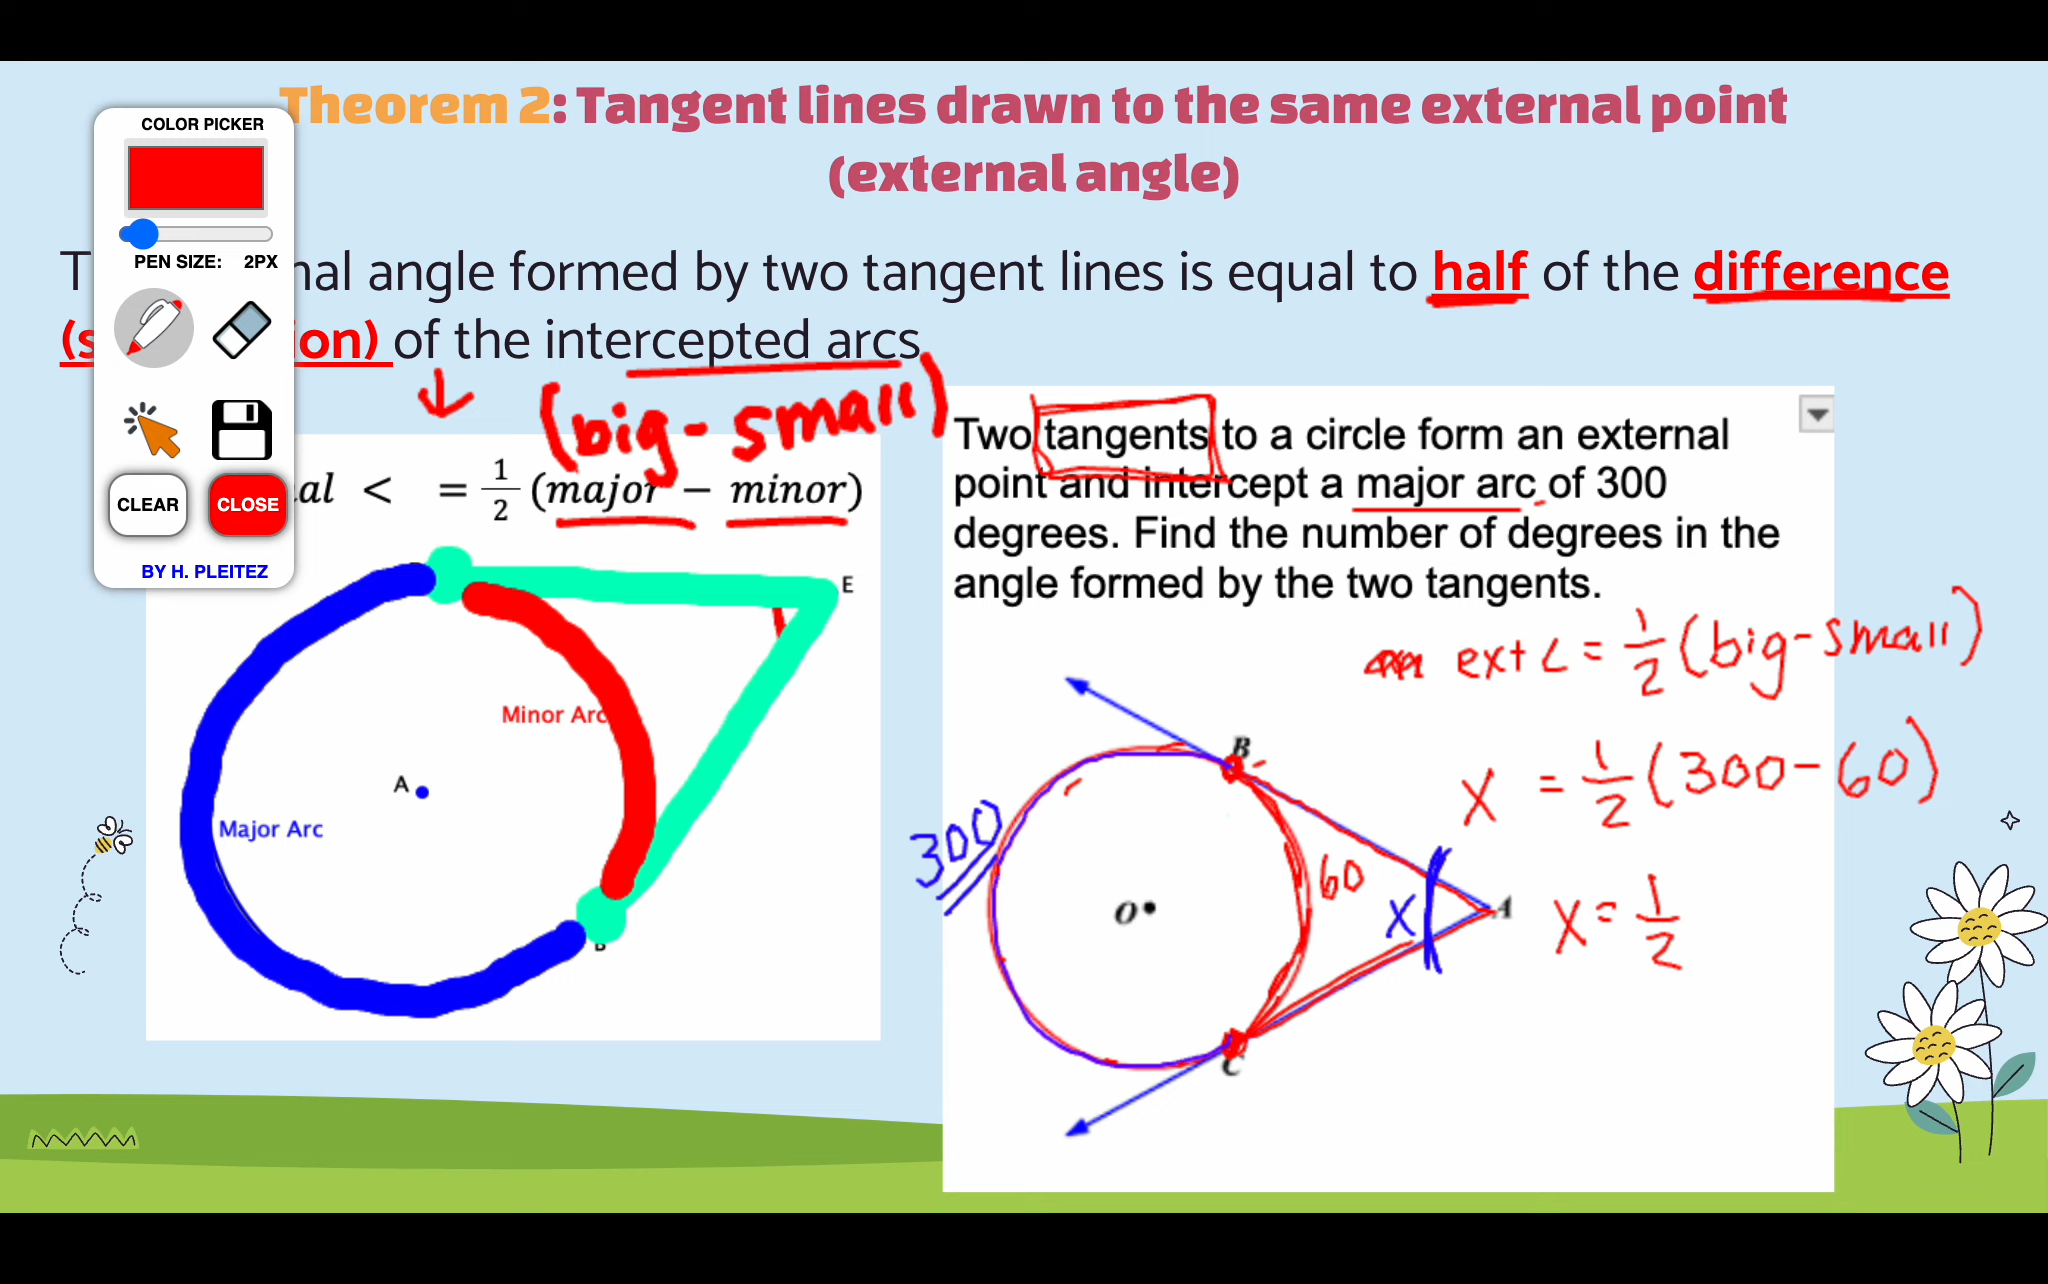 Theorem 2: Tangent lines drawn to the same external point
(external angle)
COLOR PICKER
PEN SIZE: 2PX
CLEAR CLOSE
BY H. PLEITEZ
T nal angle formed by two tangent lines is equal to half of the difference
(s ion) of the intercepted arcs
(big - small)
al < = 1/2 (major − minor)
E
Minor Arc
A
Major Arc
B
Two tangents to a circle form an external
point and intercept a major arc of 300
degrees. Find the number of degrees in the
angle formed by the two tangents.
ext ∠ = 1/2 (big - small)
B
x = 1/2 (300 - 60)
300
60
O
x
A
x = 1/2
C